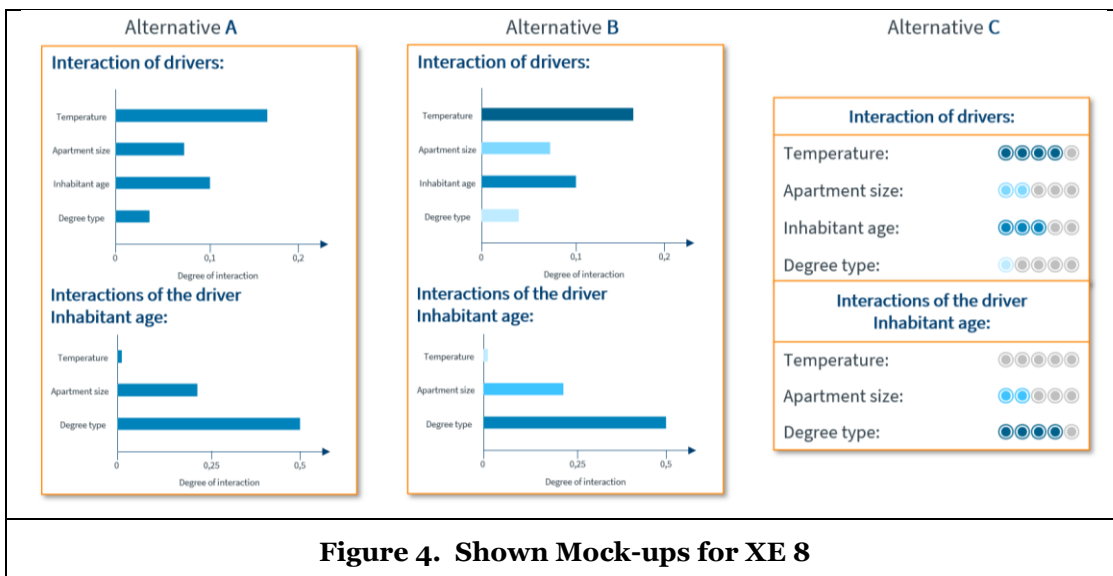 Alternative A
Interaction of drivers:
Temperature
Apartment size
Inhabitant age
Degree type
0
0,1
0,2
Degree of interaction
Interactions of the driver
Inhabitant age:
Temperature
Apartment size
Degree type
0
0,25
0,5
Degree of interaction
Alternative B
Interaction of drivers:
Temperature
Apartment size
Inhabitant age
Degree type
0
0,1
0,2
Degree of interaction
Interactions of the driver
Inhabitant age:
Temperature
Apartment size
Degree type
0
0,25
0,5
Degree of interaction
Alternative C
Interaction of drivers:
Temperature:
Apartment size:
Inhabitant age:
Degree type:
Interactions of the driver
Inhabitant age:
Temperature:
Apartment size:
Degree type:
Figure 4. Shown Mock-ups for XE 8